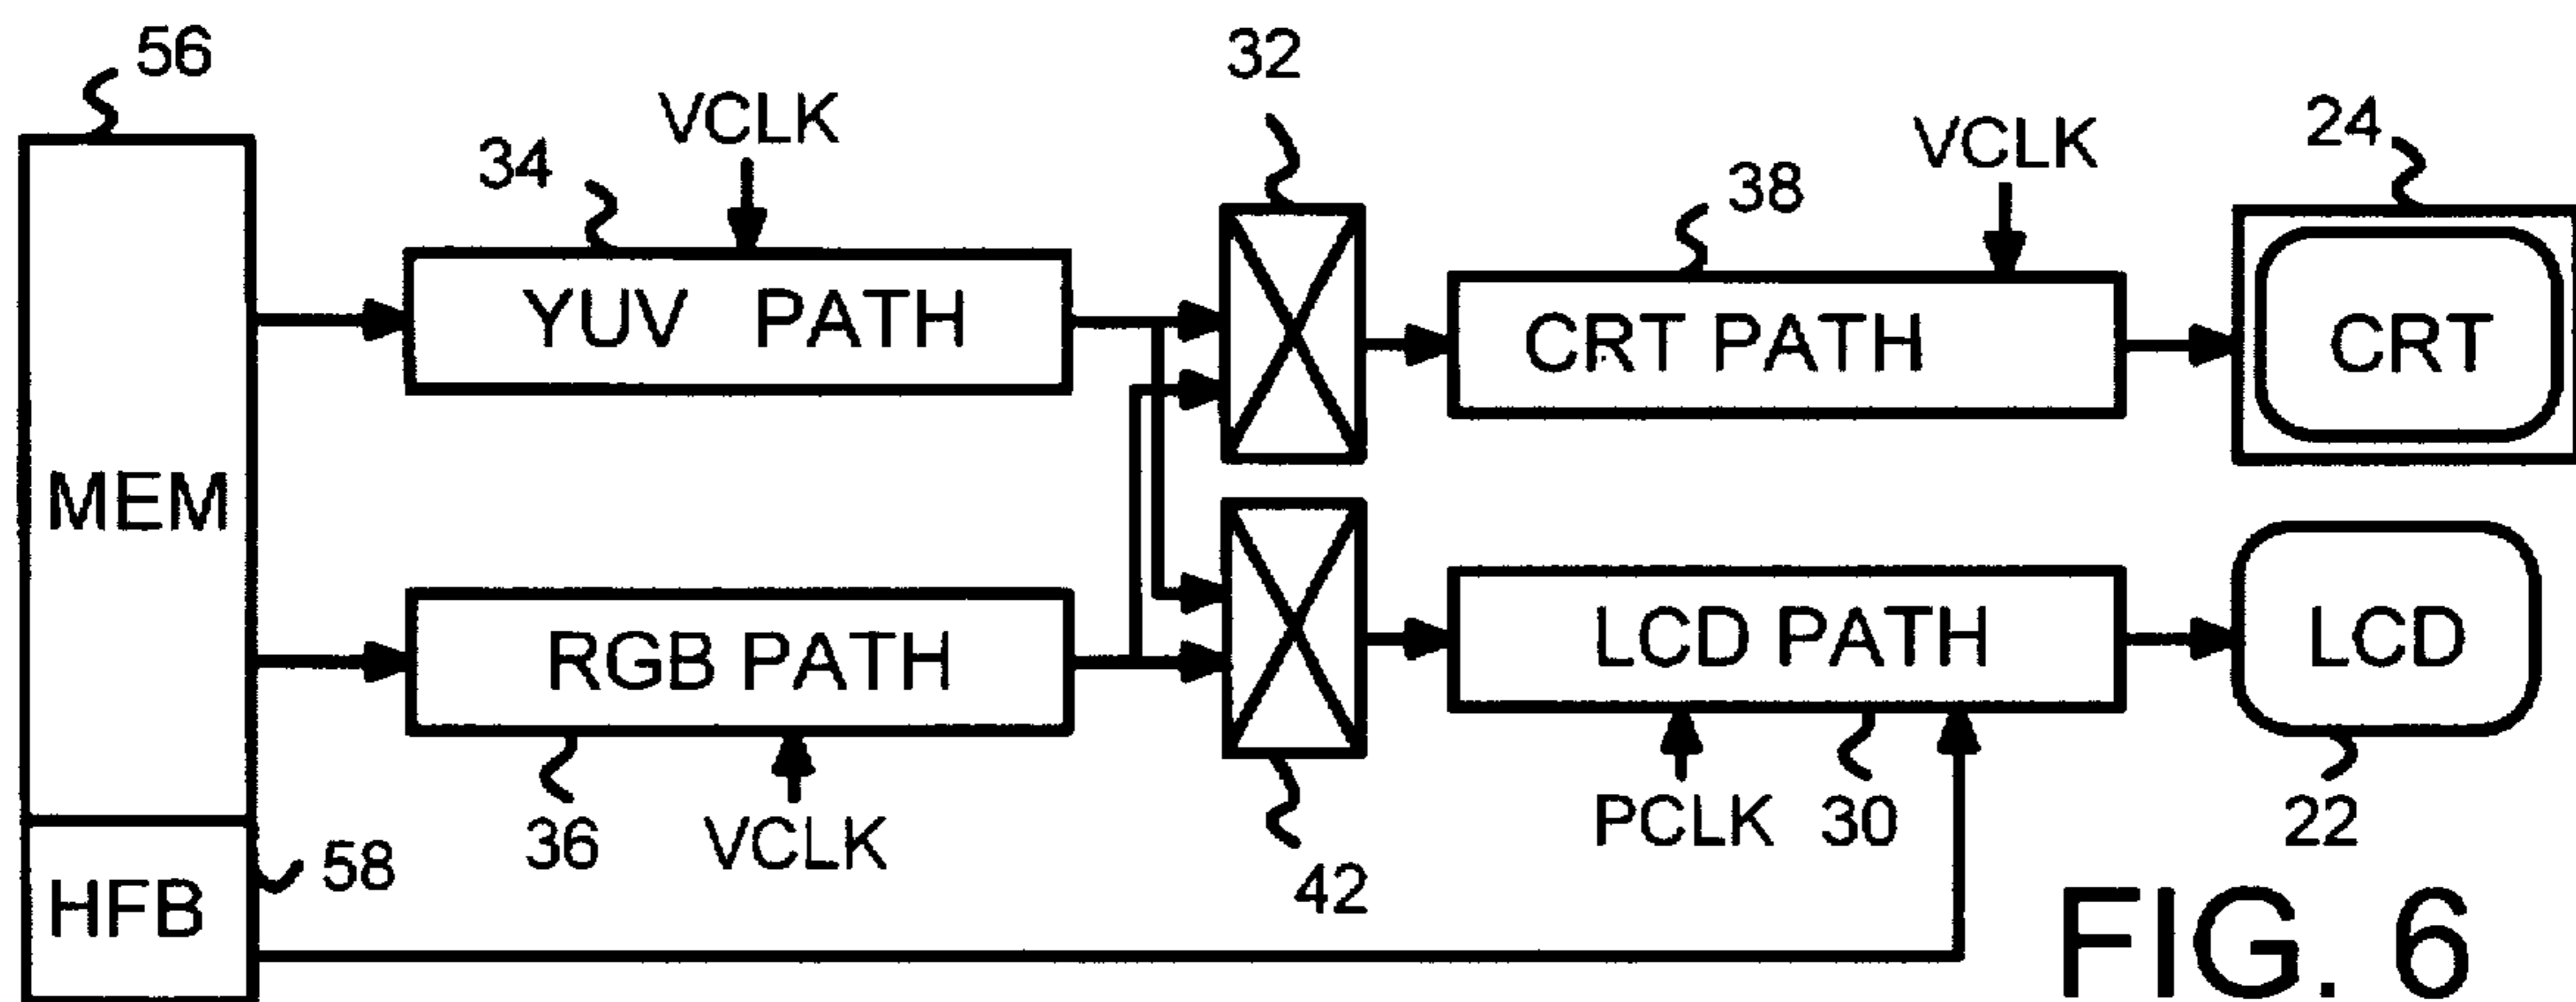 56
32
VCLK
34
VCLK
38
24
YUV PATH
CRT PATH
CRT
MEM
RGB PATH
LCD PATH
LCD
36
VCLK
PCLK
30
22
58
42
HFB
FIG. 6